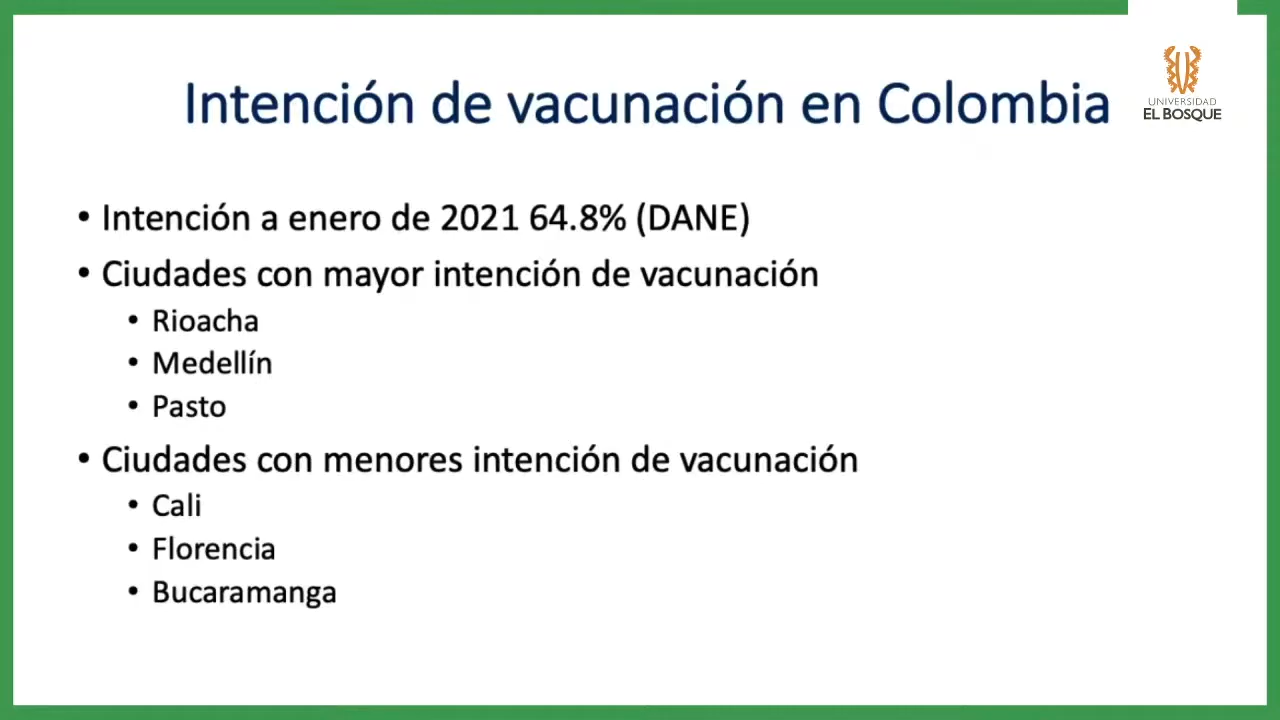 Intención de vacunación en Colombia
UNIVERSIDAD
EL BOSQUE
• Intención a enero de 2021 64.8% (DANE)
• Ciudades con mayor intención de vacunación
• Rioacha
• Medellín
• Pasto
• Ciudades con menores intención de vacunación
• Cali
• Florencia
• Bucaramanga